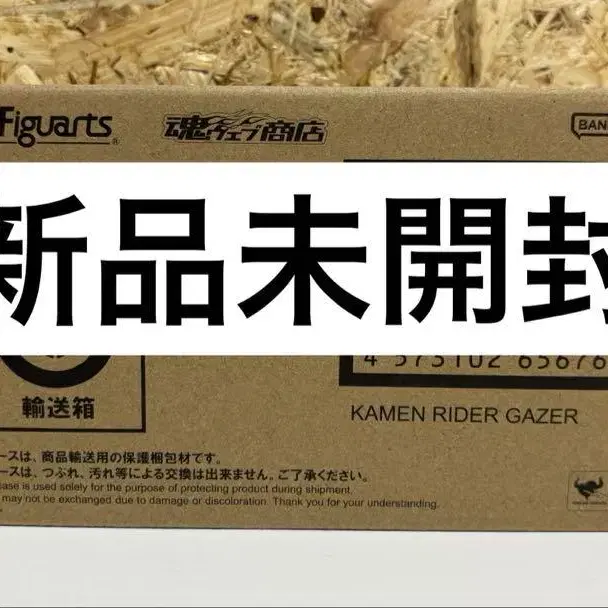 Figuarts
魂ウェブ商店
BAN
新品未開封
4 573102 65676
輸送箱
KAMEN RIDER GAZER
ースは、商品輸送用の保護梱包材です。
ースは、つぶれ、汚れ等による交換は出来ません。ご了承ください。
ase is used solely for the purpose of protecting product during shipment.
may not be exchanged due to damage or discoloration. Thank you for your understanding.